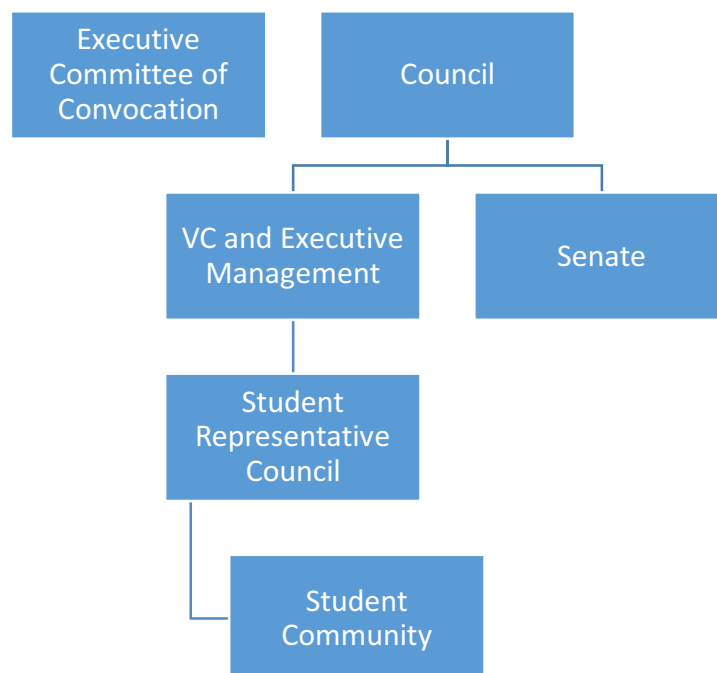 Executive
Committee of
Convocation
Council
VC and Executive
Management
Senate
Student
Representative
Council
Student
Community